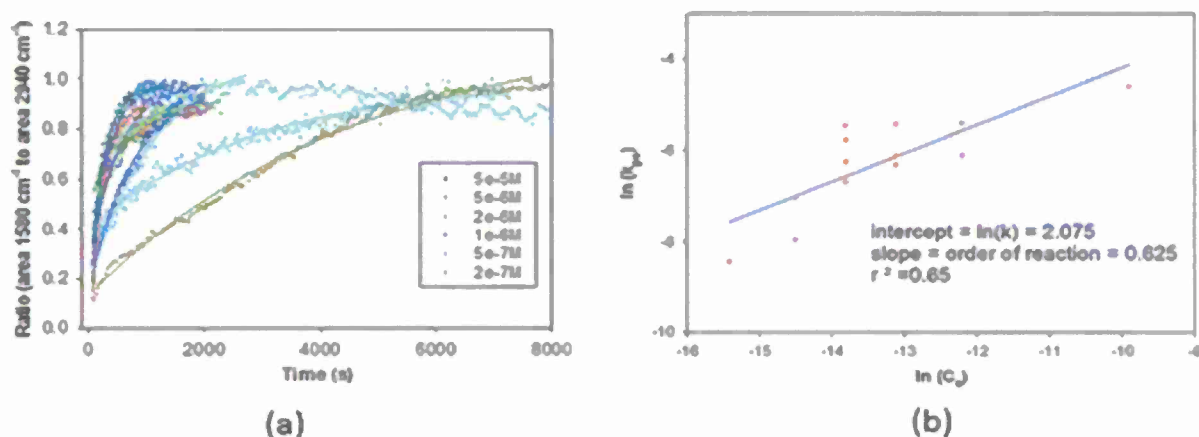 Ratio (area 1580 cm-1 to area 2940 cm-1)
1.2
1.0
0.8
0.6
0.4
0.2
0.0
0
2000
4000
6000
8000
Time (s)
5e-5M
5e-6M
2e-6M
1e-6M
5e-7M
2e-7M
(a)
ln (kps)
-4
-6
-8
-10
-16
-15
-14
-13
-12
-11
-10
intercept = ln(k) = 2.075
slope = order of reaction = 0.625
r ² =0.65
(b)